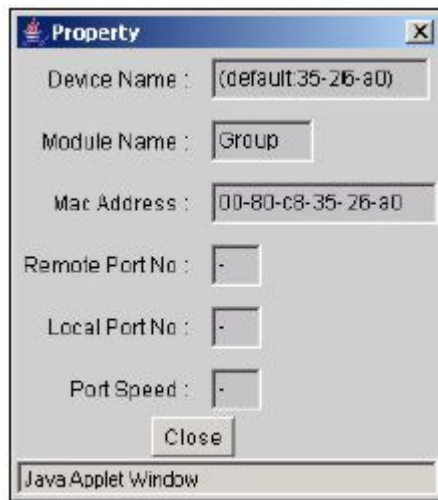 Property
Device Name : (default:35-26-a0)
Module Name : Group
Mac Address : 00-80-c8-35-26-a0
Remote Port No : -
Local Port No : -
Port Speed : -
Close
Java Applet Window